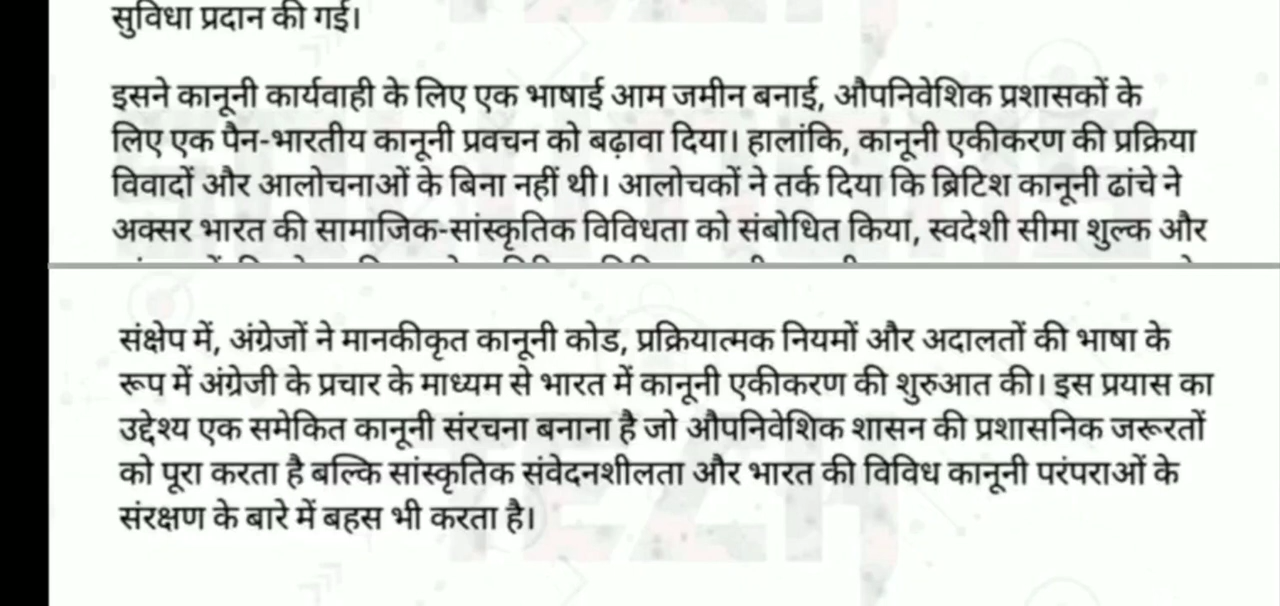 सुविधा प्रदान की गई।
इसने कानूनी कार्यवाही के लिए एक भाषाई आम जमीन बनाई, औपनिवेशिक प्रशासकों के
लिए एक पैन-भारतीय कानूनी प्रवचन को बढ़ावा दिया। हालांकि, कानूनी एकीकरण की प्रक्रिया
विवादों और आलोचनाओं के बिना नहीं थी। आलोचकों ने तर्क दिया कि ब्रिटिश कानूनी ढांचे ने
अक्सर भारत की सामाजिक-सांस्कृतिक विविधता को संबोधित किया, स्वदेशी सीमा शुल्क और
संक्षेप में, अंग्रेजों ने मानकीकृत कानूनी कोड, प्रक्रियात्मक नियमों और अदालतों की भाषा के
रूप में अंग्रेजी के प्रचार के माध्यम से भारत में कानूनी एकीकरण की शुरुआत की। इस प्रयास का
उद्देश्य एक समेकित कानूनी संरचना बनाना है जो औपनिवेशिक शासन की प्रशासनिक जरूरतों
को पूरा करता है बल्कि सांस्कृतिक संवेदनशीलता और भारत की विविध कानूनी परंपराओं के
संरक्षण के बारे में बहस भी करता है।